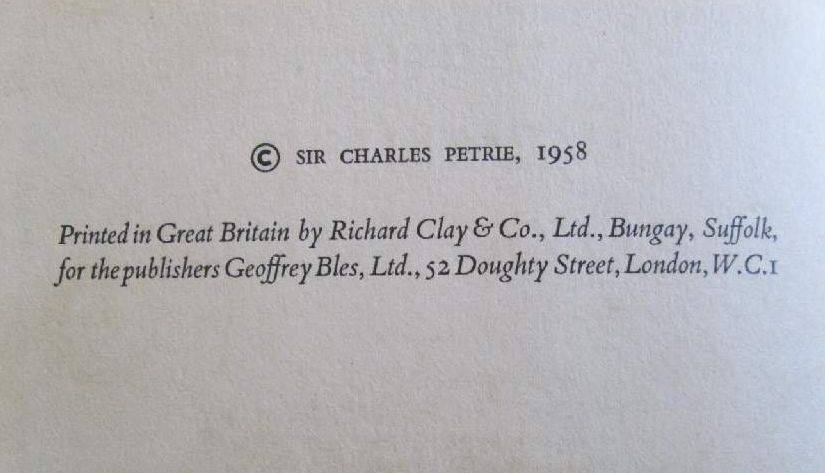 © SIR CHARLES PETRIE, 1958
Printed in Great Britain by Richard Clay & Co., Ltd., Bungay, Suffolk,
for the publishers Geoffrey Bles, Ltd., 52 Doughty Street, London, W.C.1